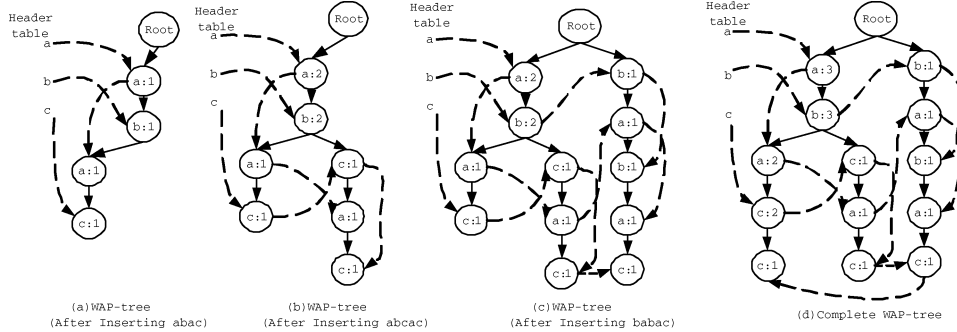 Header
table
Root
a
a:1
b
b:1
c
a:1
c:1
(a)WAP-tree
(After Inserting abac)
Header
table
Root
a
a:2
b
b:2
c
a:1
c:1
c:1
a:1
c:1
(b)WAP-tree
(After Inserting abcac)
Header
table
Root
a
a:2
b:1
b
b:2
a:1
c
a:1
c:1
b:1
c:1
a:1
a:1
c:1
c:1
(c)WAP-tree
(After Inserting babac)
Header
table
Root
a
a:3
b:1
b
b:3
a:1
c
a:2
c:1
b:1
c:2
a:1
a:1
c:1
c:1
c:1
(d)Complete WAP-tree